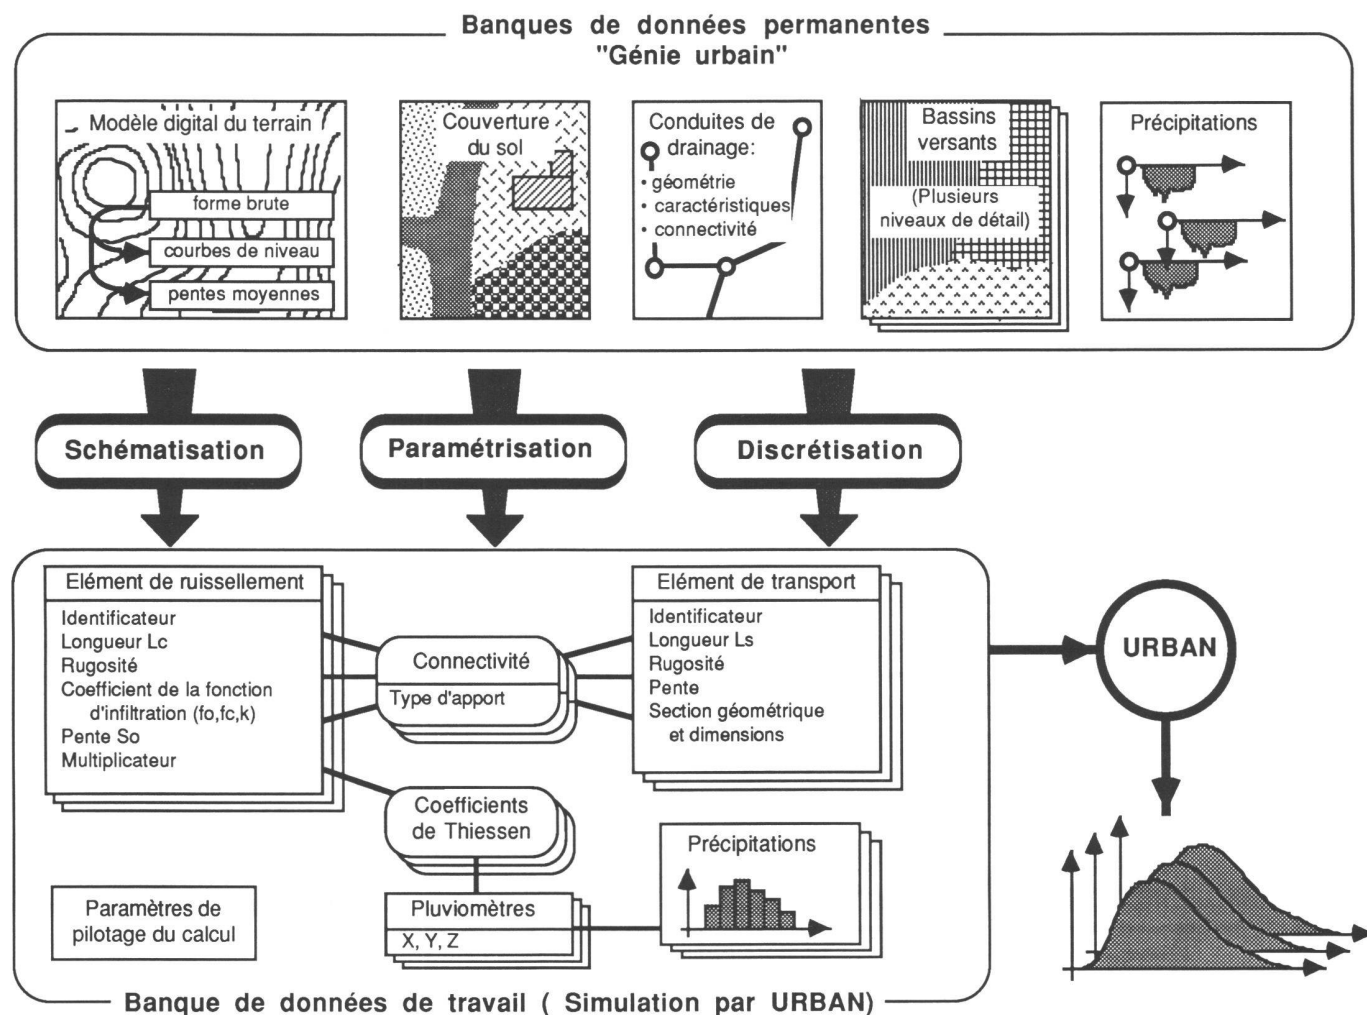 Banques de données permanentes
"Génie urbain"
Modèle digital du terrain
forme brute
courbes de niveau
pentes moyennes
Couverture
du sol
Conduites de
drainage:
• géométrie
• caractéristiques
• connectivité
Bassins
versants
(Plusieurs
niveaux de détail)
Précipitations
Schématisation
Paramétrisation
Discrétisation
Elément de ruissellement
Identificateur
Longueur Lc
Rugosité
Coefficient de la fonction
d'infiltration (fo,fc,k)
Pente So
Multiplicateur
Connectivité
Type d'apport
Elément de transport
Identificateur
Longueur Ls
Rugosité
Pente
Section géométrique
et dimensions
URBAN
Coefficients
de Thiessen
Précipitations
Paramètres de
pilotage du calcul
Pluviomètres
X, Y, Z
Banque de données de travail ( Simulation par URBAN)